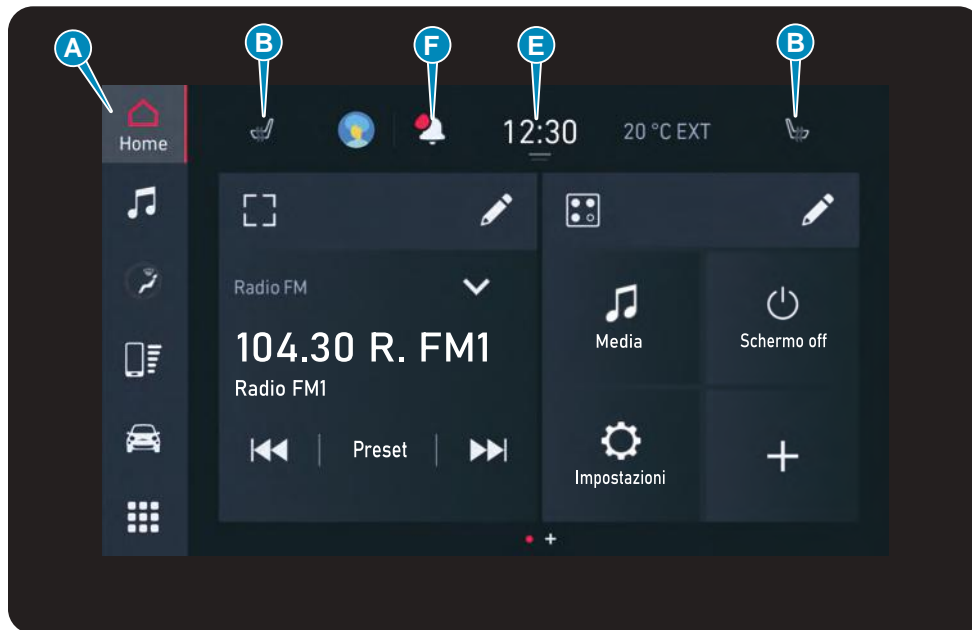 A
B
F
E
B
Home
12:30
20 °C EXT
Radio FM
104.30 R. FM1
Radio FM1
Preset
Media
Schermo off
Impostazioni